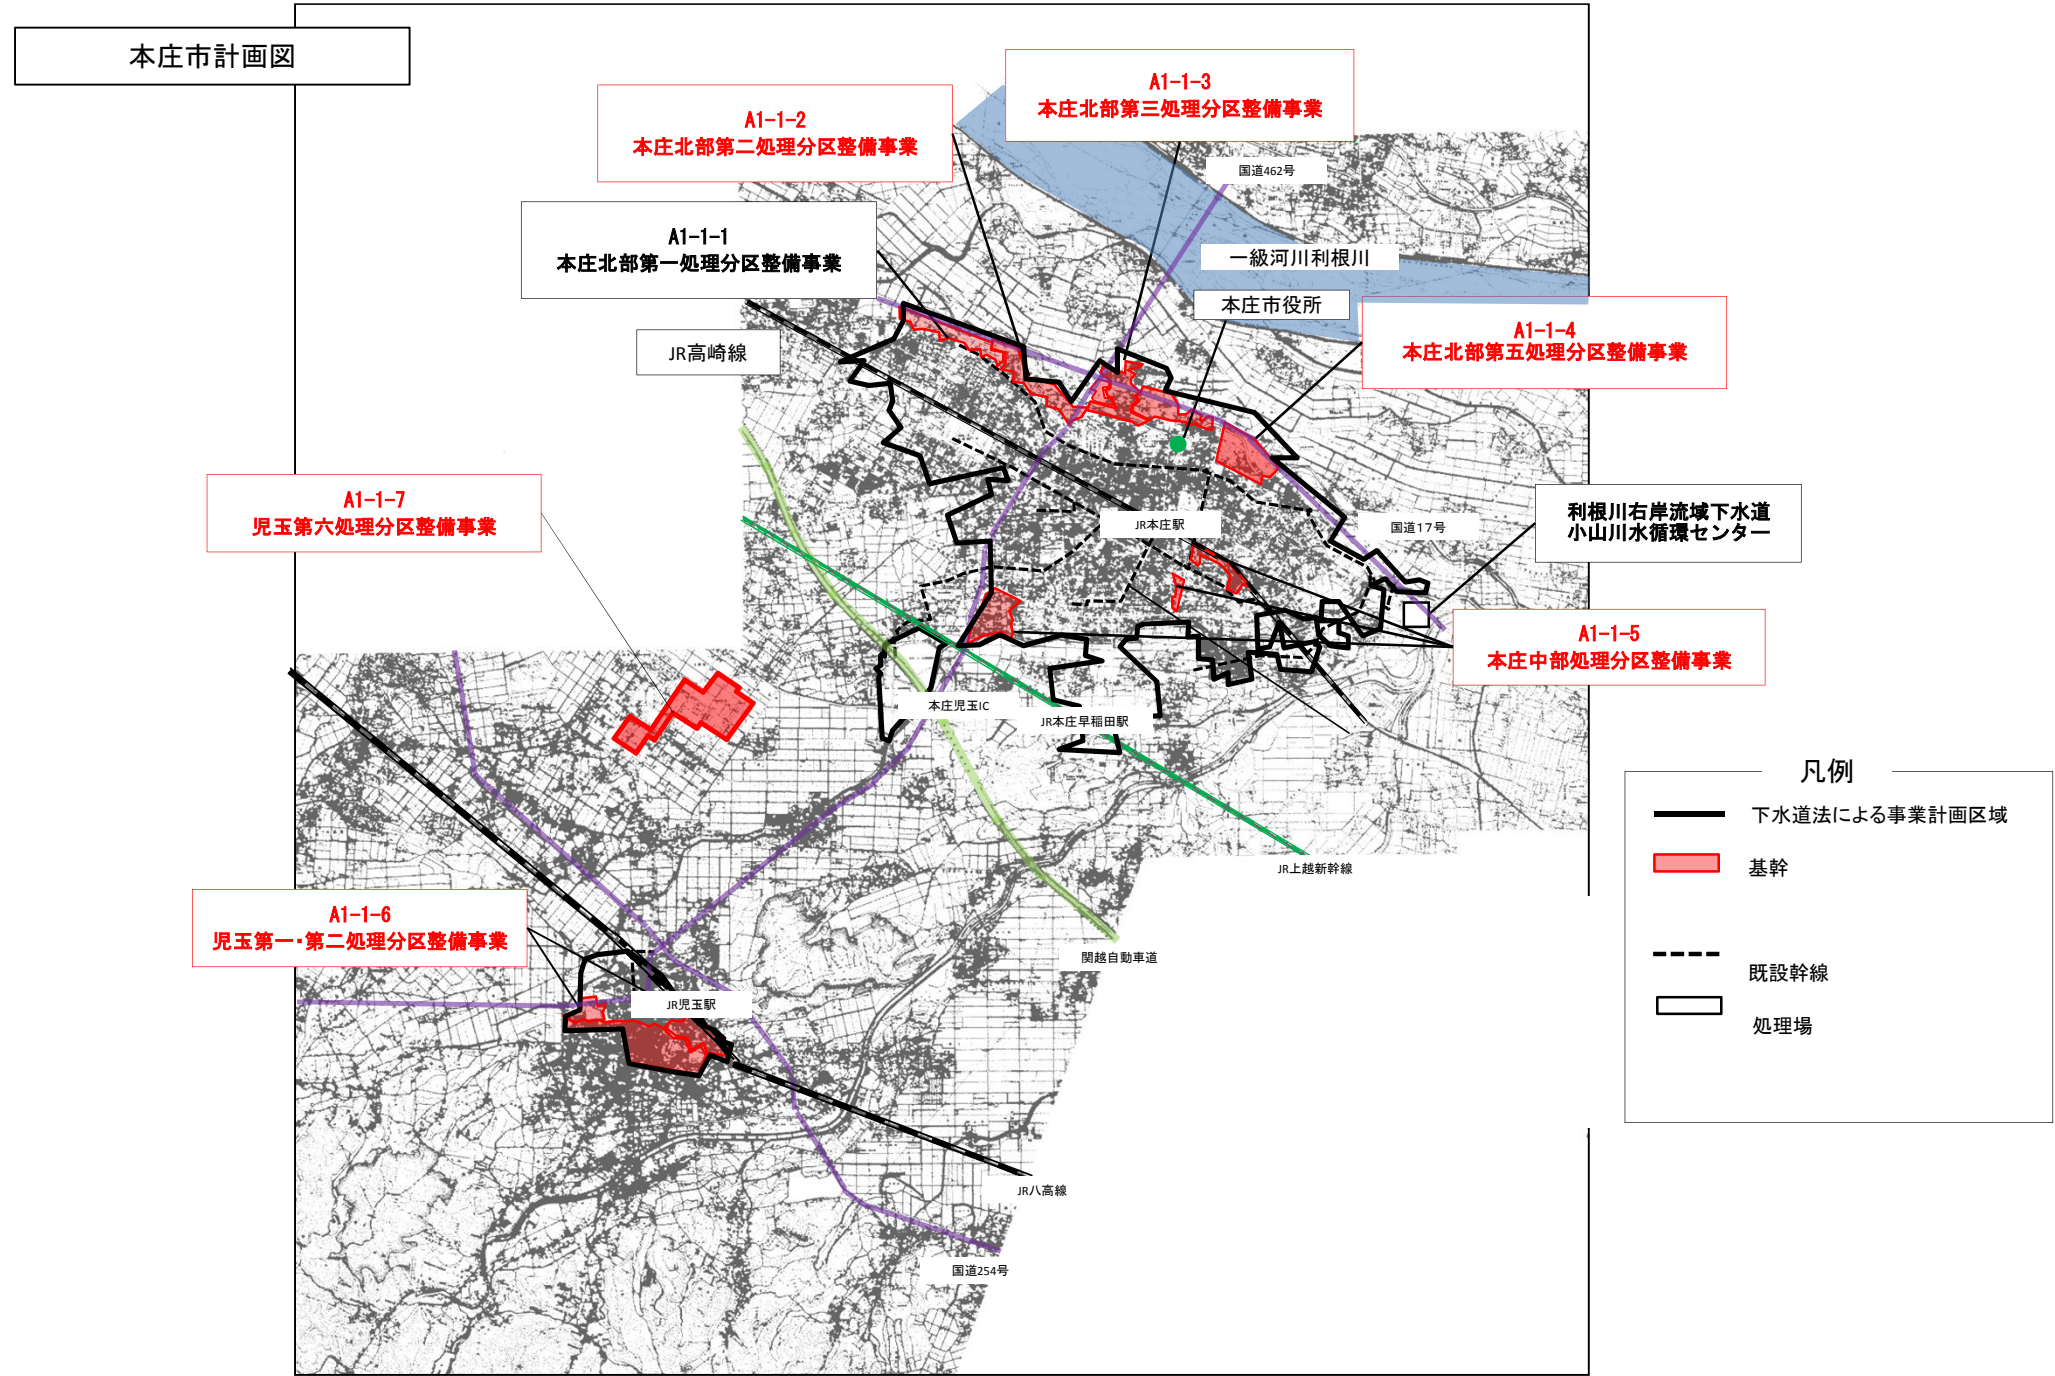 本庄市計画図
A1-1-3
本庄北部第三処理分区整備事業
A1-1-2
本庄北部第二処理分区整備事業
国道462号
A1-1-1
本庄北部第一処理分区整備事業
一級河川利根川
本庄市役所
A1-1-4
本庄北部第五処理分区整備事業
JR高崎線
A1-1-7
児玉第六処理分区整備事業
JR本庄駅
国道17号
利根川右岸流域下水道
小山川水循環センター
A1-1-5
本庄中部処理分区整備事業
本庄児玉IC
JR本庄早稲田駅
凡例
下水道法による事業計画区域
基幹
既設幹線
処理場
JR上越新幹線
A1-1-6
児玉第一・第二処理分区整備事業
関越自動車道
JR児玉駅
JR八高線
国道254号